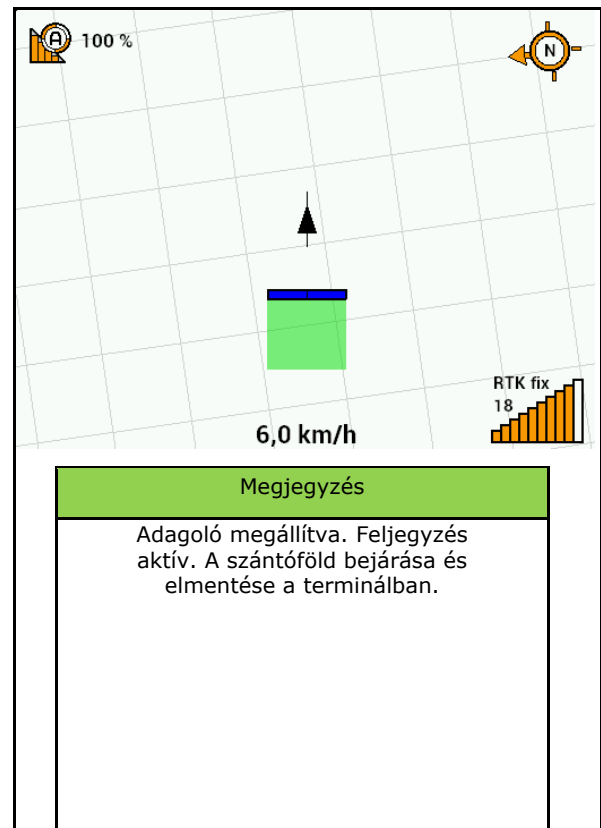 A 100 %
N
RTK fix
18
6,0 km/h
Megjegyzés
Adagoló megállítva. Feljegyzés
aktív. A szántóföld bejárása és
elmentése a terminálban.